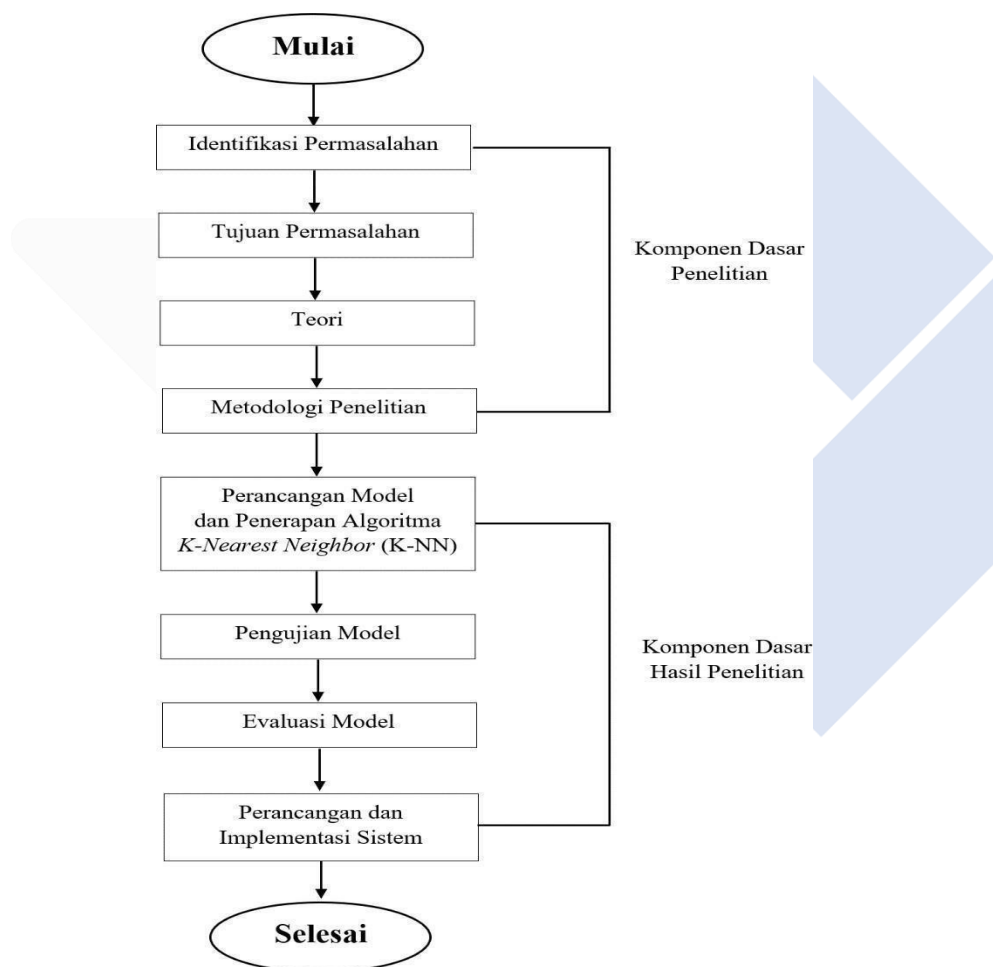 Mulai
Identifikasi Permasalahan
Tujuan Permasalahan
Teori
Metodologi Penelitian
Komponen Dasar
Penelitian
Perancangan Model
dan Penerapan Algoritma
K-Nearest Neighbor (K-NN)
Pengujian Model
Evaluasi Model
Perancangan dan
Implementasi Sistem
Komponen Dasar
Hasil Penelitian
Selesai